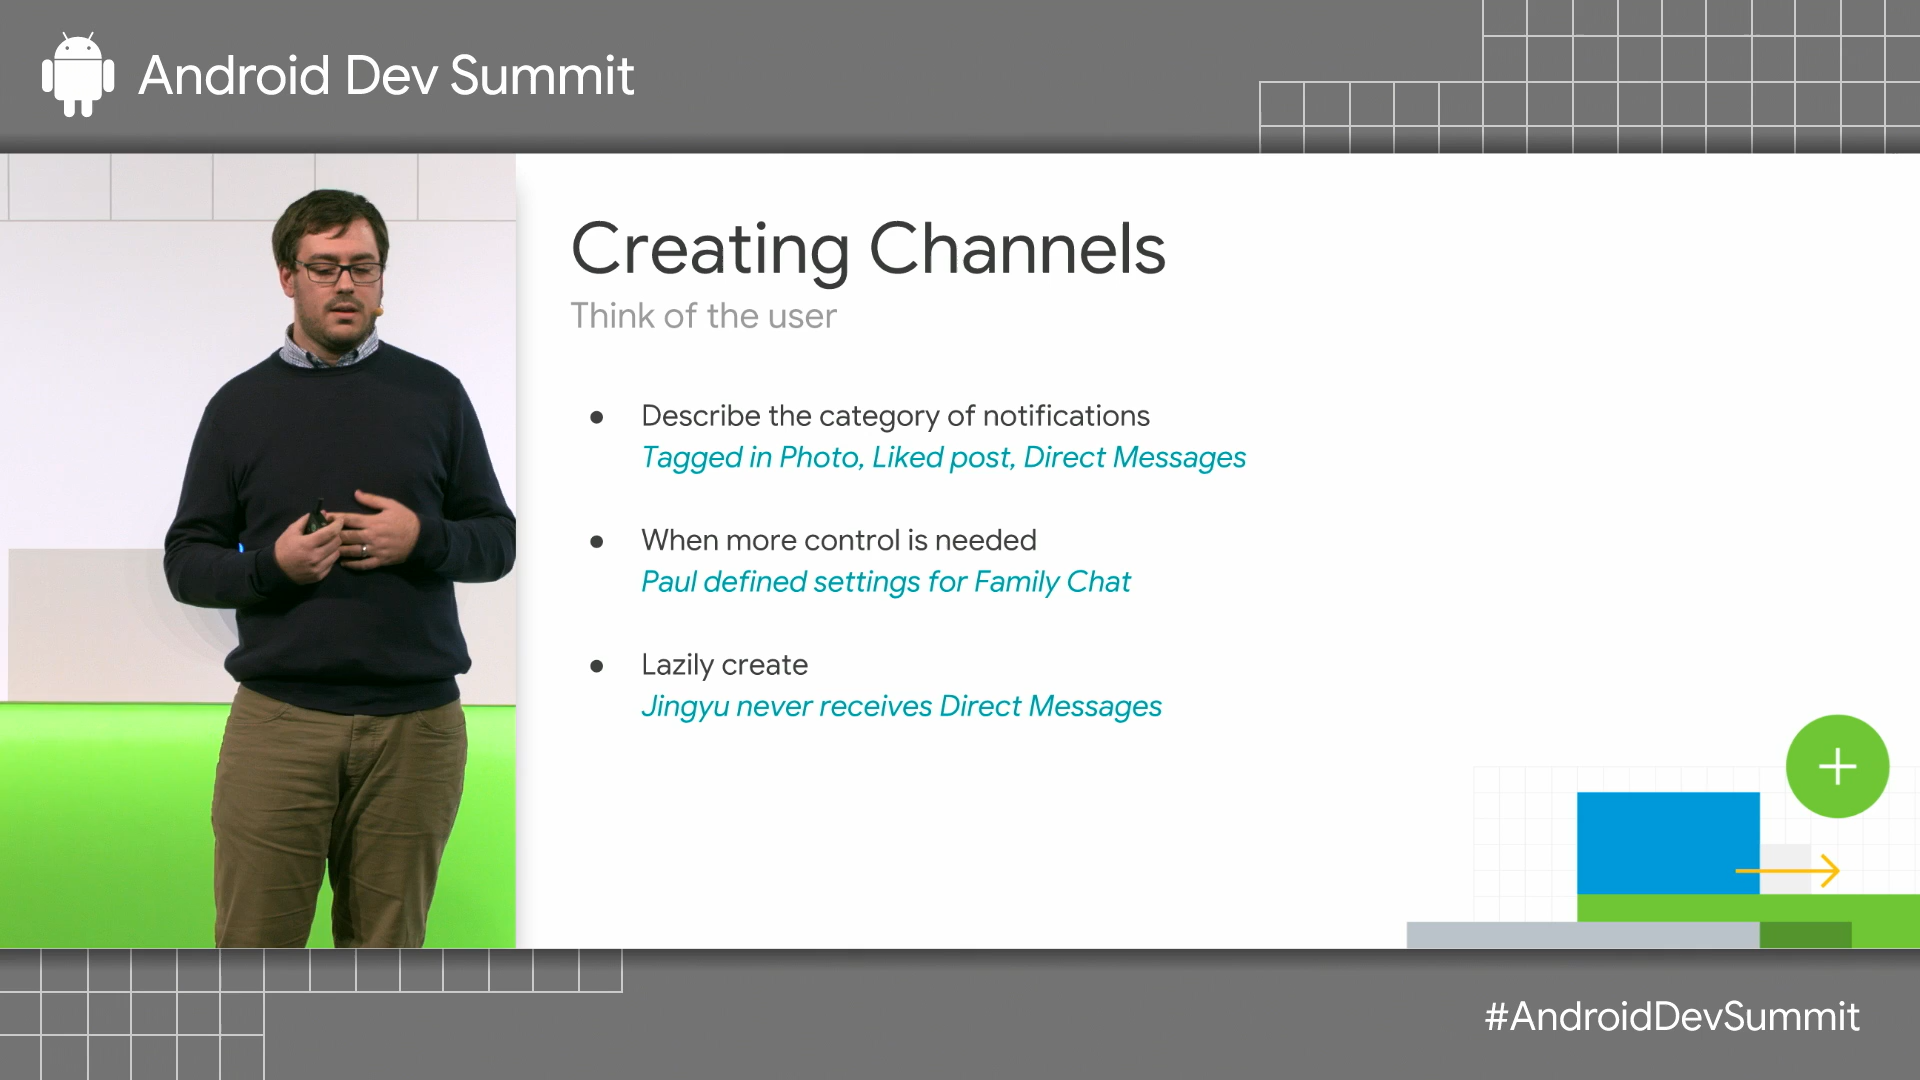 Android Dev Summit
Creating Channels
Think of the user
● Describe the category of notifications
Tagged in Photo, Liked post, Direct Messages
● When more control is needed
Paul defined settings for Family Chat
● Lazily create
Jingyu never receives Direct Messages
#AndroidDevSummit